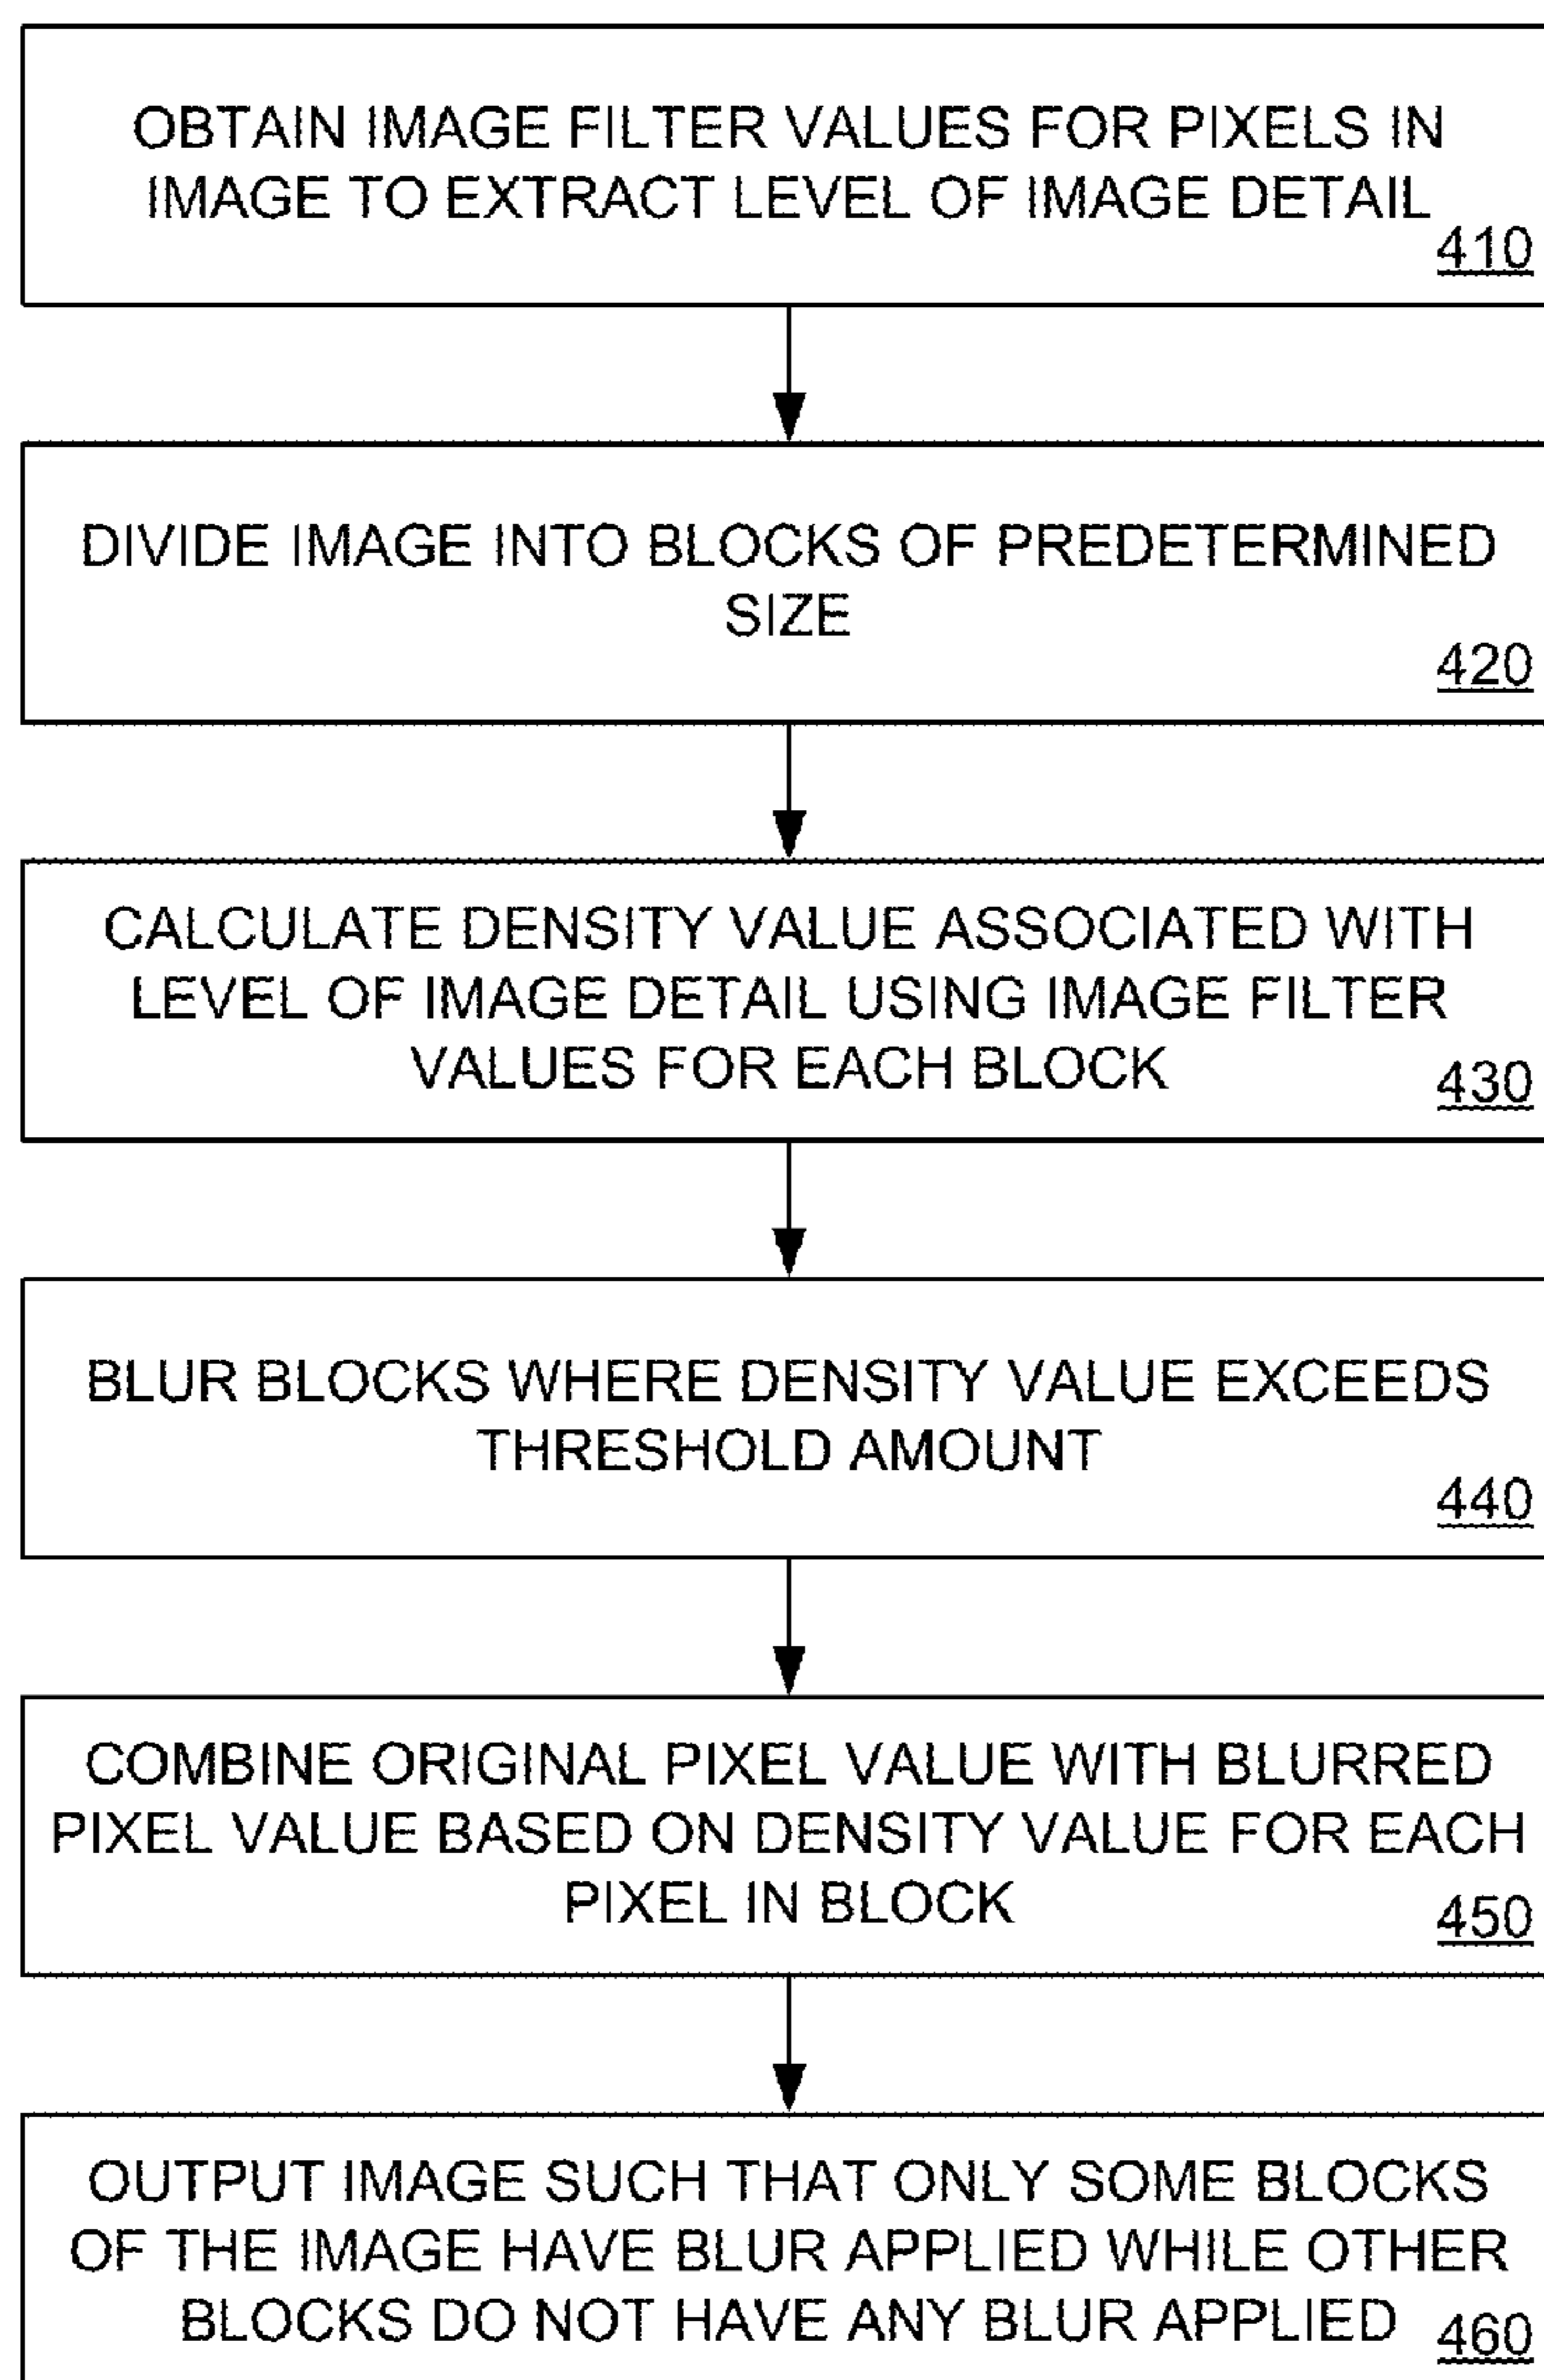 OBTAIN IMAGE FILTER VALUES FOR PIXELS IN
IMAGE TO EXTRACT LEVEL OF IMAGE DETAIL
410
DIVIDE IMAGE INTO BLOCKS OF PREDETERMINED
SIZE
420
CALCULATE DENSITY VALUE ASSOCIATED WITH
LEVEL OF IMAGE DETAIL USING IMAGE FILTER
VALUES FOR EACH BLOCK
430
BLUR BLOCKS WHERE DENSITY VALUE EXCEEDS
THRESHOLD AMOUNT
440
COMBINE ORIGINAL PIXEL VALUE WITH BLURRED
PIXEL VALUE BASED ON DENSITY VALUE FOR EACH
PIXEL IN BLOCK
450
OUTPUT IMAGE SUCH THAT ONLY SOME BLOCKS
OF THE IMAGE HAVE BLUR APPLIED WHILE OTHER
BLOCKS DO NOT HAVE ANY BLUR APPLIED
460